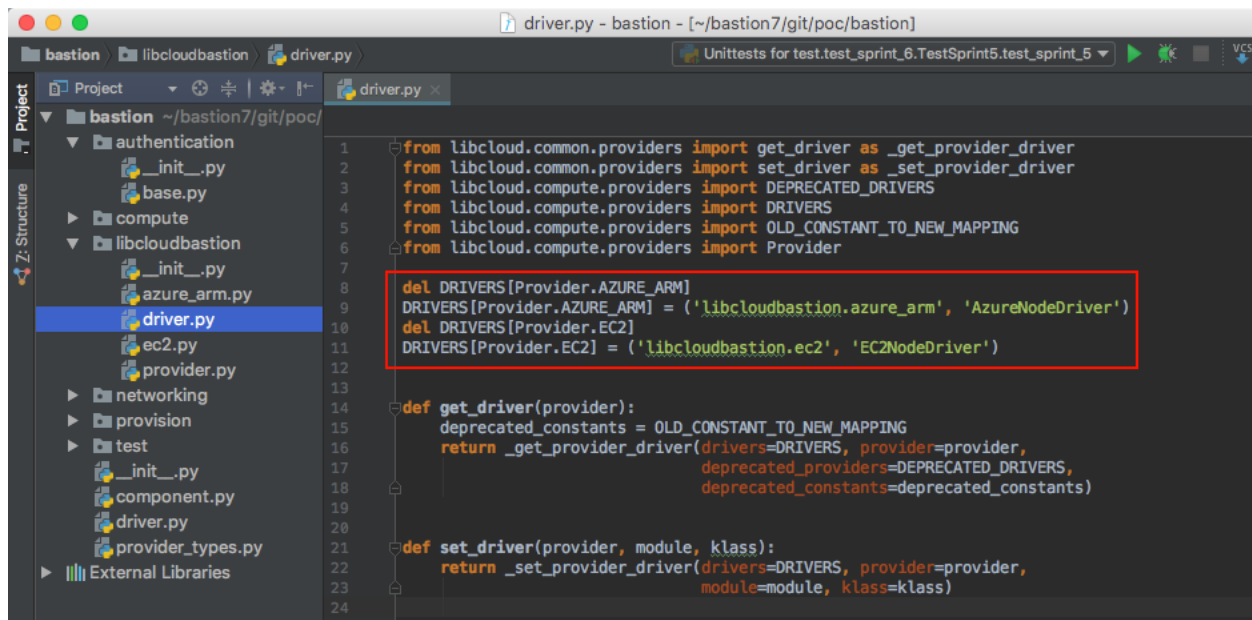 driver.py - bastion - [~/bastion7/git/poc/bastion]
bastion libcloudbastion driver.py Unittests for test.test_sprint_6.TestSprint5.test_sprint_5 VCS
Project driver.py
Project
Z: Structure
bastion ~/bastion7/git/poc/
authentication
__init__.py
base.py
compute
libcloudbastion
__init__.py
azure_arm.py
driver.py
ec2.py
provider.py
networking
provision
test
__init__.py
component.py
driver.py
provider_types.py
External Libraries
1 from libcloud.common.providers import get_driver as _get_provider_driver
2 from libcloud.common.providers import set_driver as _set_provider_driver
3 from libcloud.compute.providers import DEPRECATED_DRIVERS
4 from libcloud.compute.providers import DRIVERS
5 from libcloud.compute.providers import OLD_CONSTANT_TO_NEW_MAPPING
6 from libcloud.compute.providers import Provider
7
8 del DRIVERS[Provider.AZURE_ARM]
9 DRIVERS[Provider.AZURE_ARM] = ('libcloudbastion.azure_arm', 'AzureNodeDriver')
10 del DRIVERS[Provider.EC2]
11 DRIVERS[Provider.EC2] = ('libcloudbastion.ec2', 'EC2NodeDriver')
12
13
14 def get_driver(provider):
15 deprecated_constants = OLD_CONSTANT_TO_NEW_MAPPING
16 return _get_provider_driver(drivers=DRIVERS, provider=provider,
17 deprecated_providers=DEPRECATED_DRIVERS,
18 deprecated_constants=deprecated_constants)
19
20
21 def set_driver(provider, module, klass):
22 return _set_provider_driver(drivers=DRIVERS, provider=provider,
23 module=module, klass=klass)
24